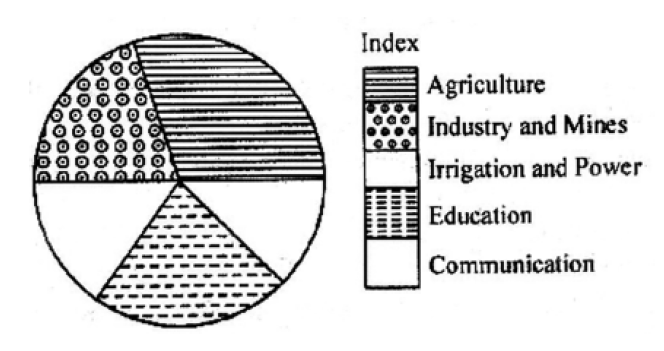 Index
Agriculture
Industry and Mines
Irrigation and Power
Education
Communication